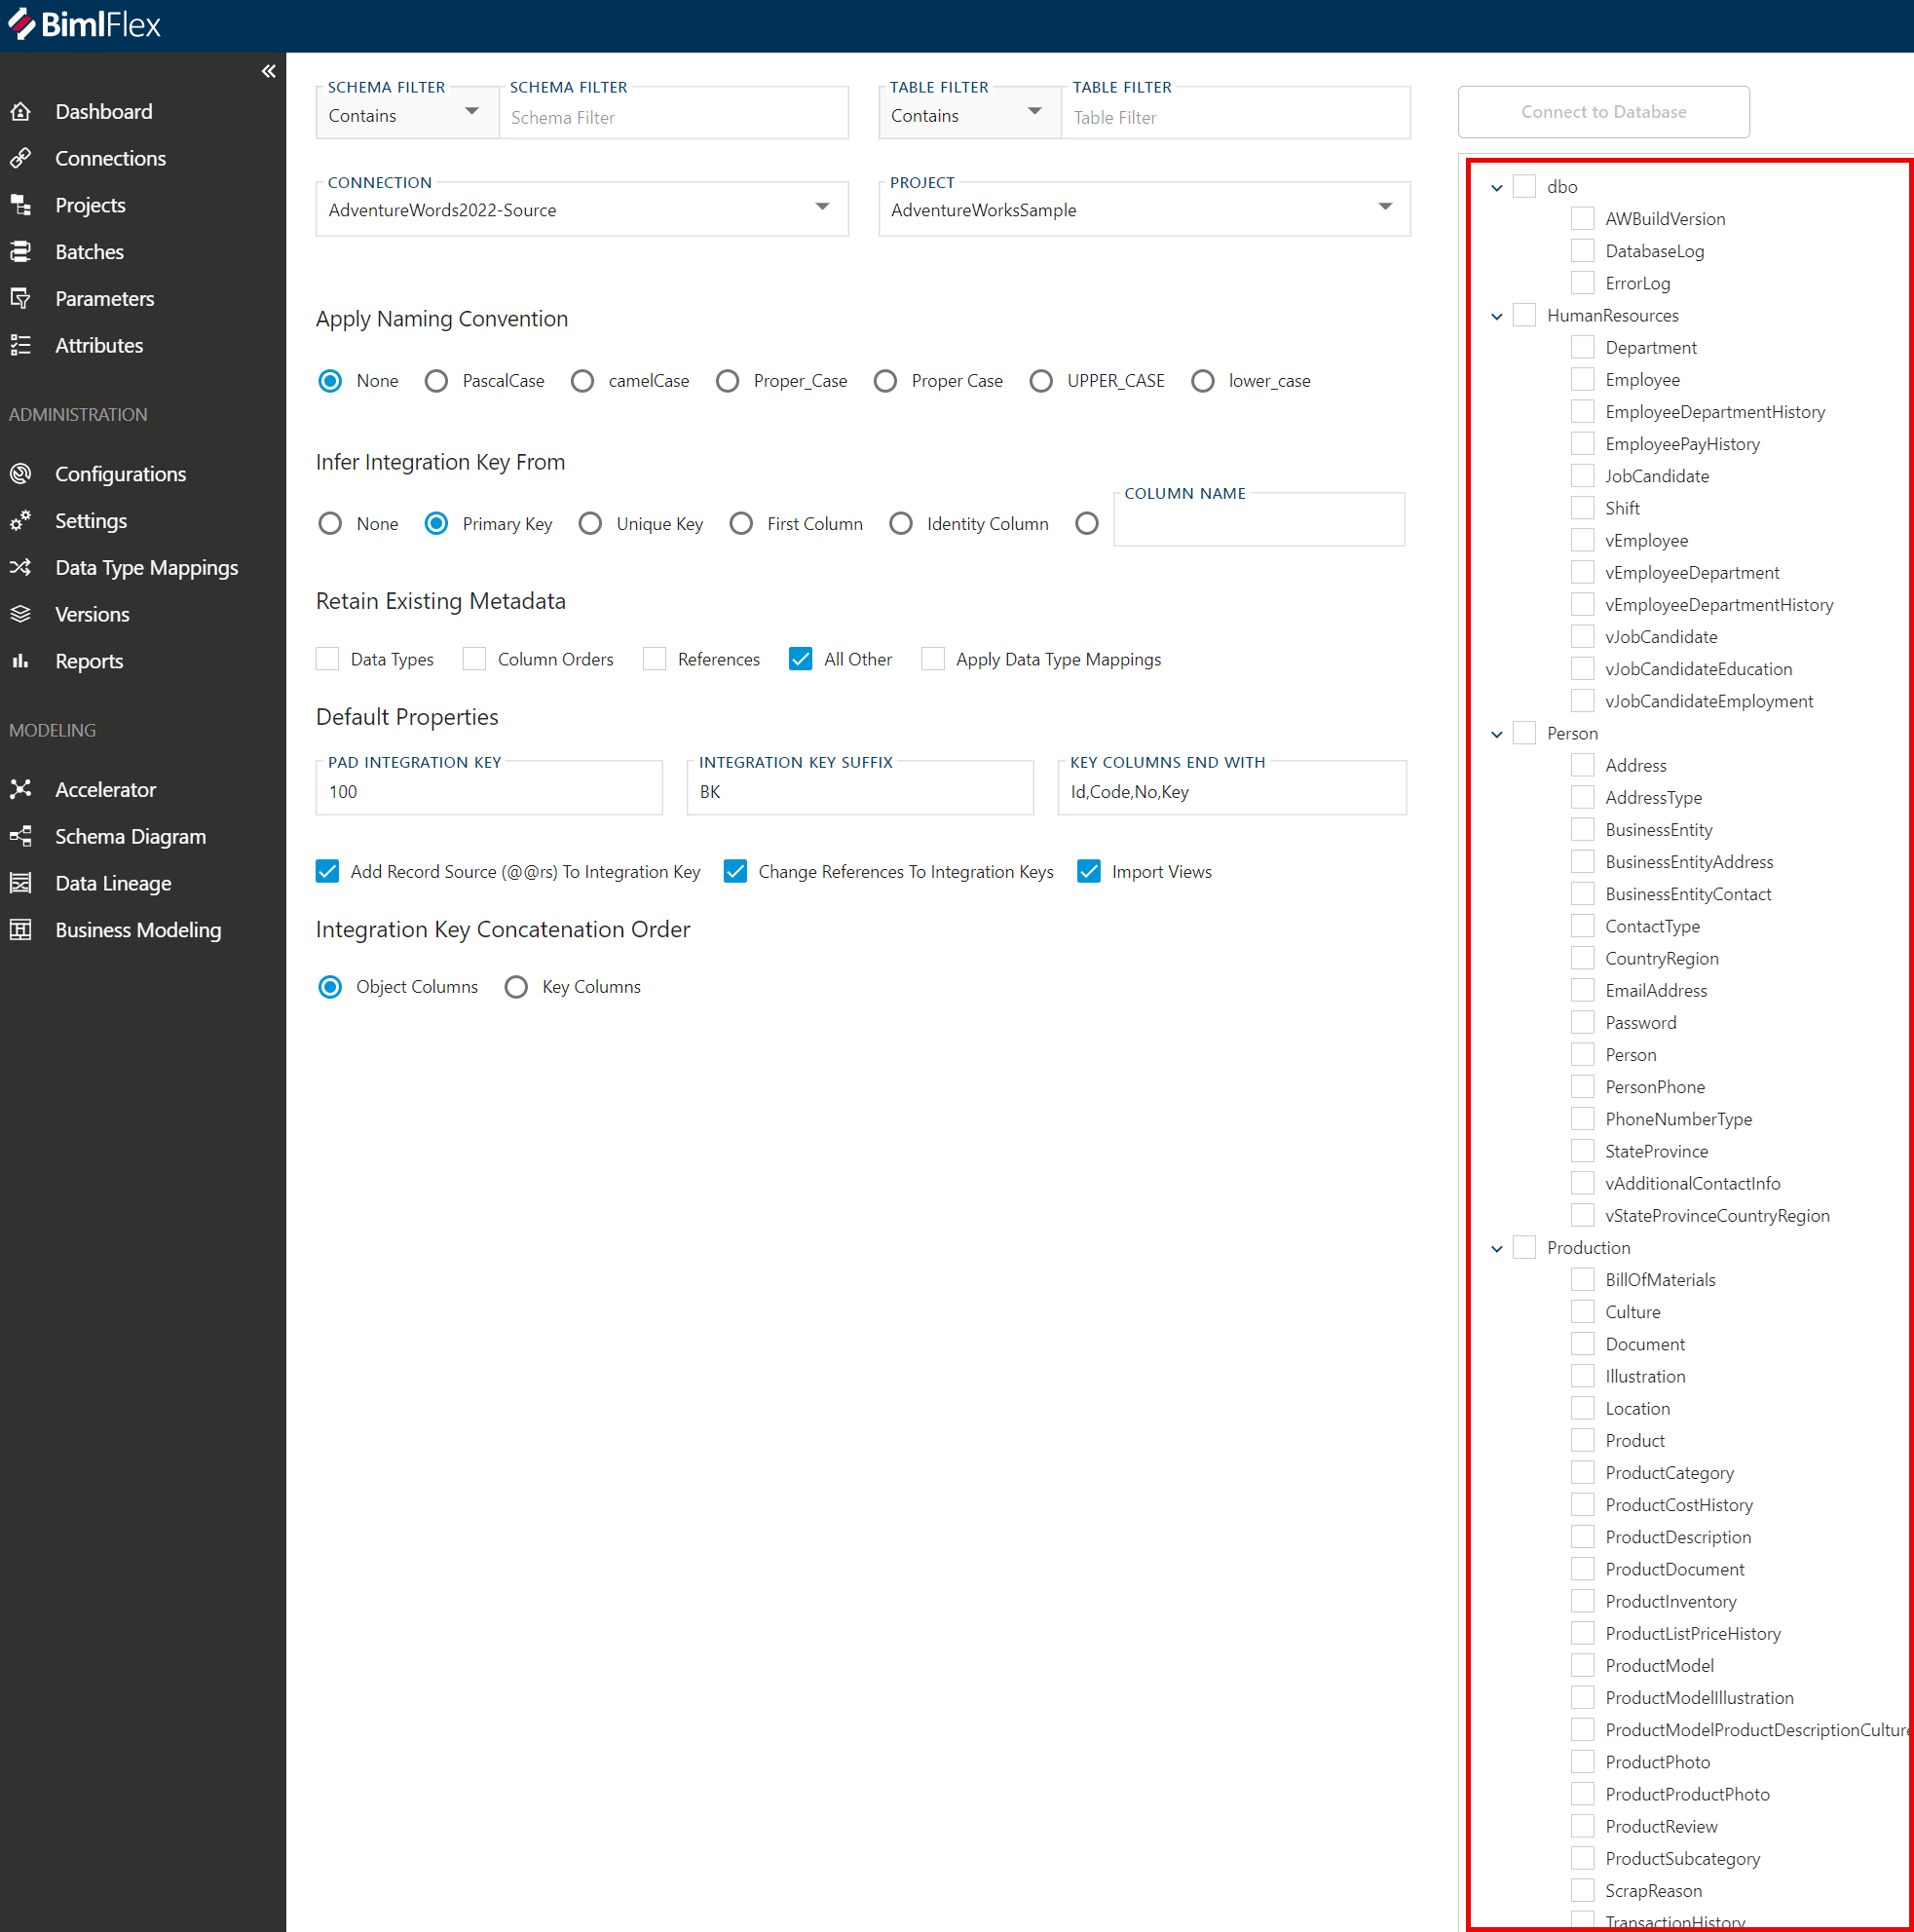 BimlFlex
Dashboard
Connections
Projects
Batches
Parameters
Attributes
ADMINISTRATION
Configurations
Settings
Data Type Mappings
Versions
Reports
MODELING
Accelerator
Schema Diagram
Data Lineage
Business Modeling
SCHEMA FILTER SCHEMA FILTER TABLE FILTER TABLE FILTER
Contains Schema Filter Contains Table Filter
CONNECTION PROJECT
AdventureWords2022-Source AdventureWorksSample
Apply Naming Convention
None PascalCase camelCase Proper_Case Proper Case UPPER_CASE lower_case
Infer Integration Key From
COLUMN NAME
None Primary Key Unique Key First Column Identity Column
Retain Existing Metadata
Data Types Column Orders References All Other Apply Data Type Mappings
Default Properties
PAD INTEGRATION KEY INTEGRATION KEY SUFFIX KEY COLUMNS END WITH
100 BK Id,Code,No,Key
Add Record Source (@@rs) To Integration Key Change References To Integration Keys Import Views
Integration Key Concatenation Order
Object Columns Key Columns
Connect to Database
dbo
AWBuildVersion
DatabaseLog
ErrorLog
HumanResources
Department
Employee
EmployeeDepartmentHistory
EmployeePayHistory
JobCandidate
Shift
vEmployee
vEmployeeDepartment
vEmployeeDepartmentHistory
vJobCandidate
vJobCandidateEducation
vJobCandidateEmployment
Person
Address
AddressType
BusinessEntity
BusinessEntityAddress
BusinessEntityContact
ContactType
CountryRegion
EmailAddress
Password
Person
PersonPhone
PhoneNumberType
StateProvince
vAdditionalContactInfo
vStateProvinceCountryRegion
Production
BillOfMaterials
Culture
Document
Illustration
Location
Product
ProductCategory
ProductCostHistory
ProductDescription
ProductDocument
ProductInventory
ProductListPriceHistory
ProductModel
ProductModelIllustration
ProductModelProductDescriptionCulture
ProductPhoto
ProductProductPhoto
ProductReview
ProductSubcategory
ScrapReason
TransactionHistory